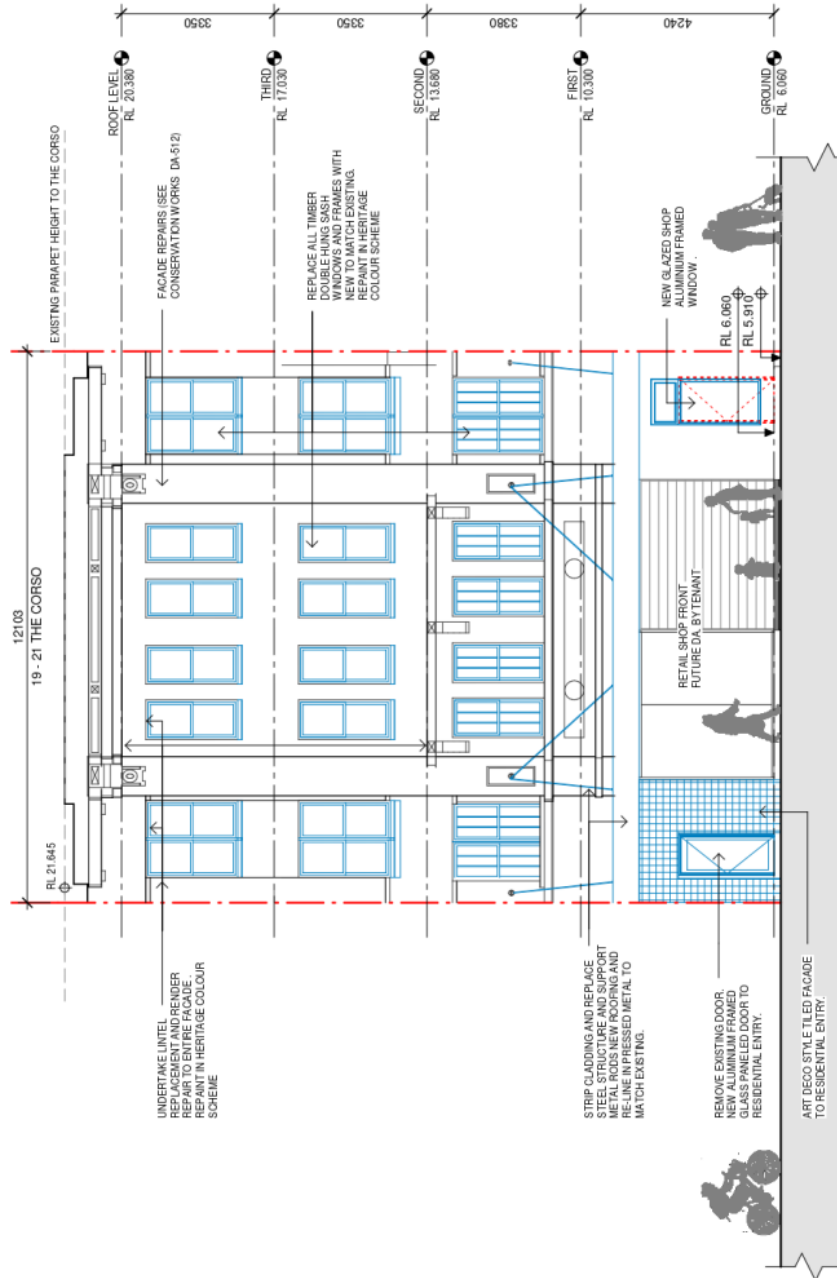 12103
19 - 21 THE CORSO
EXISTING PARAPET HEIGHT TO THE CORSO
RL 21.645
ROOF LEVEL
RL 20.380
THIRD
RL 17.030
SECOND
RL 13.680
FIRST
RL 10.300
GROUND
RL 6.060
3350
3350
3380
4240
UNDERTAKE LINTEL
REPLACEMENT AND RENDER
REPAIR TO ENTIRE FACADE.
REPAINT IN HERITAGE COLOUR
SCHEME
FACADE REPAIRS (SEE
CONSERVATION WORKS DA-512)
REPLACE ALL TIMBER
DOUBLE HUNG SASH
WINDOWS AND FRAMES WITH
NEW TO MATCH EXISTING.
REPAINT IN HERITAGE
COLOUR SCHEME
STRIP CLADDING AND REPLACE
STEEL STRUCTURE AND SUPPORT
METAL RODS NEW ROOFING AND
RE-LINE IN PRESSED METAL TO
MATCH EXISTING.
REMOVE EXISTING DOOR.
NEW ALUMINIUM FRAMED
GLASS PANELED DOOR TO
RESIDENTIAL ENTRY.
ART DECO STYLE TILED FACADE
TO RESIDENTIAL ENTRY.
RETAIL SHOP FRONT
FUTURE DA. BY TENANT
NEW GLAZED SHOP
ALUMINIUM FRAMED
WINDOW .
RL 6.060
RL 5.910